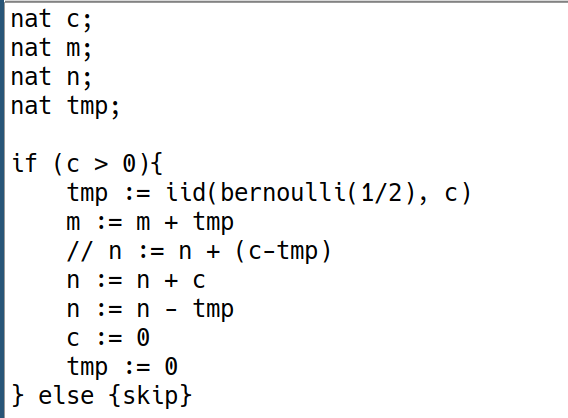 nat c;
nat m;
nat n;
nat tmp;

if (c > 0){
    tmp := iid(bernoulli(1/2), c)
    m := m + tmp
    // n := n + (c-tmp)
    n := n + c
    n := n - tmp
    c := 0
    tmp := 0
} else {skip}